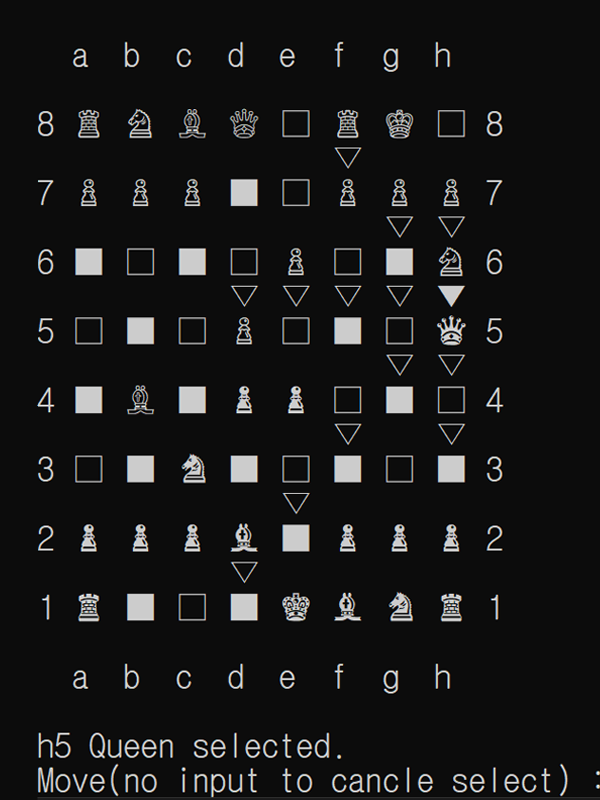 a b c d e f g h
8 ♖ ♘ ♗ ♕ □ ♖ ♔ □ 8
▽
7 ♙ ♙ ♙ ■ □ ♙ ♙ ♙ 7
▽ ▽
6 ■ □ ■ □ ♙ □ ■ ♘ 6
▽ ▽ ▽ ▽ ▼
5 □ ■ □ ♙ □ ■ □ ♛ 5
▽ ▽
4 ■ ♗ ■ ♟ ♟ □ ■ □ 4
▽ ▽
3 □ ■ ♞ ■ □ ■ □ ■ 3
▽
2 ♟ ♟ ♟ ♝ ■ ♟ ♟ ♟ 2
▽
1 ♜ ■ □ ■ ♚ ♝ ♞ ♜ 1
a b c d e f g h
h5 Queen selected.
Move(no input to cancle select) :